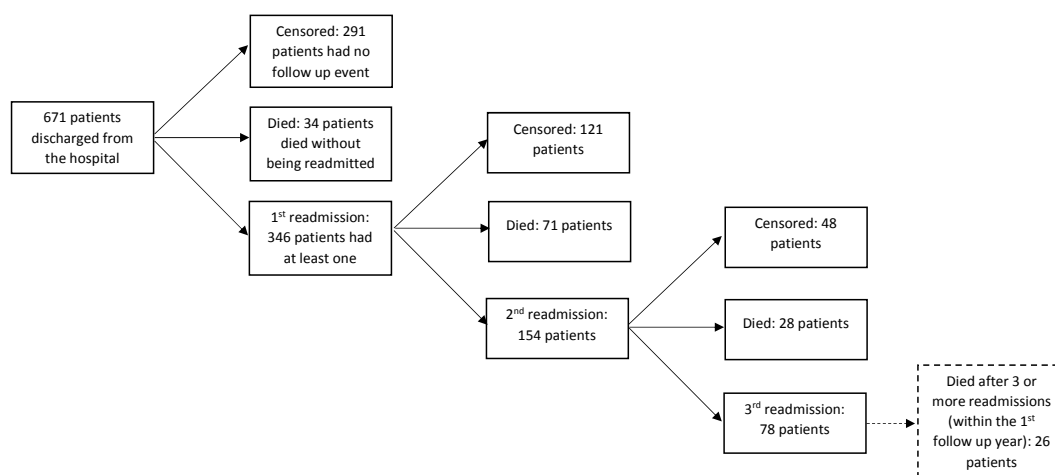 Censored: 291
patients had no
follow up event
671 patients
discharged from
the hospital
Died: 34 patients
died without
being readmitted
1st readmission:
346 patients had
at least one
Censored: 121
patients
Died: 71 patients
2nd readmission:
154 patients
Censored: 48
patients
Died: 28 patients
3rd readmission:
78 patients
Died after 3 or
more readmissions
(within the 1st
follow up year): 26
patients